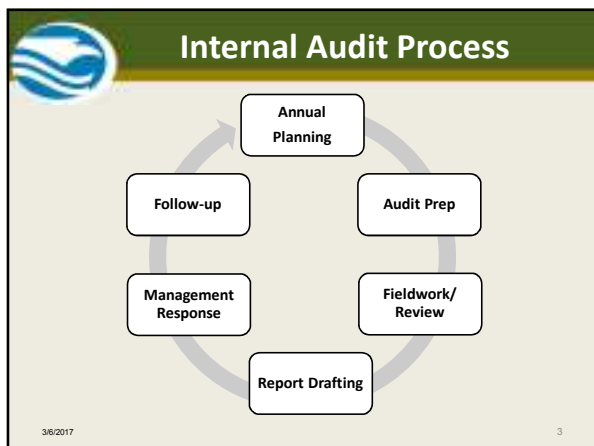 Internal Audit Process
Annual
Planning
Audit Prep
Fieldwork/
Review
Report Drafting
Management
Response
Follow-up
3/6/2017
3